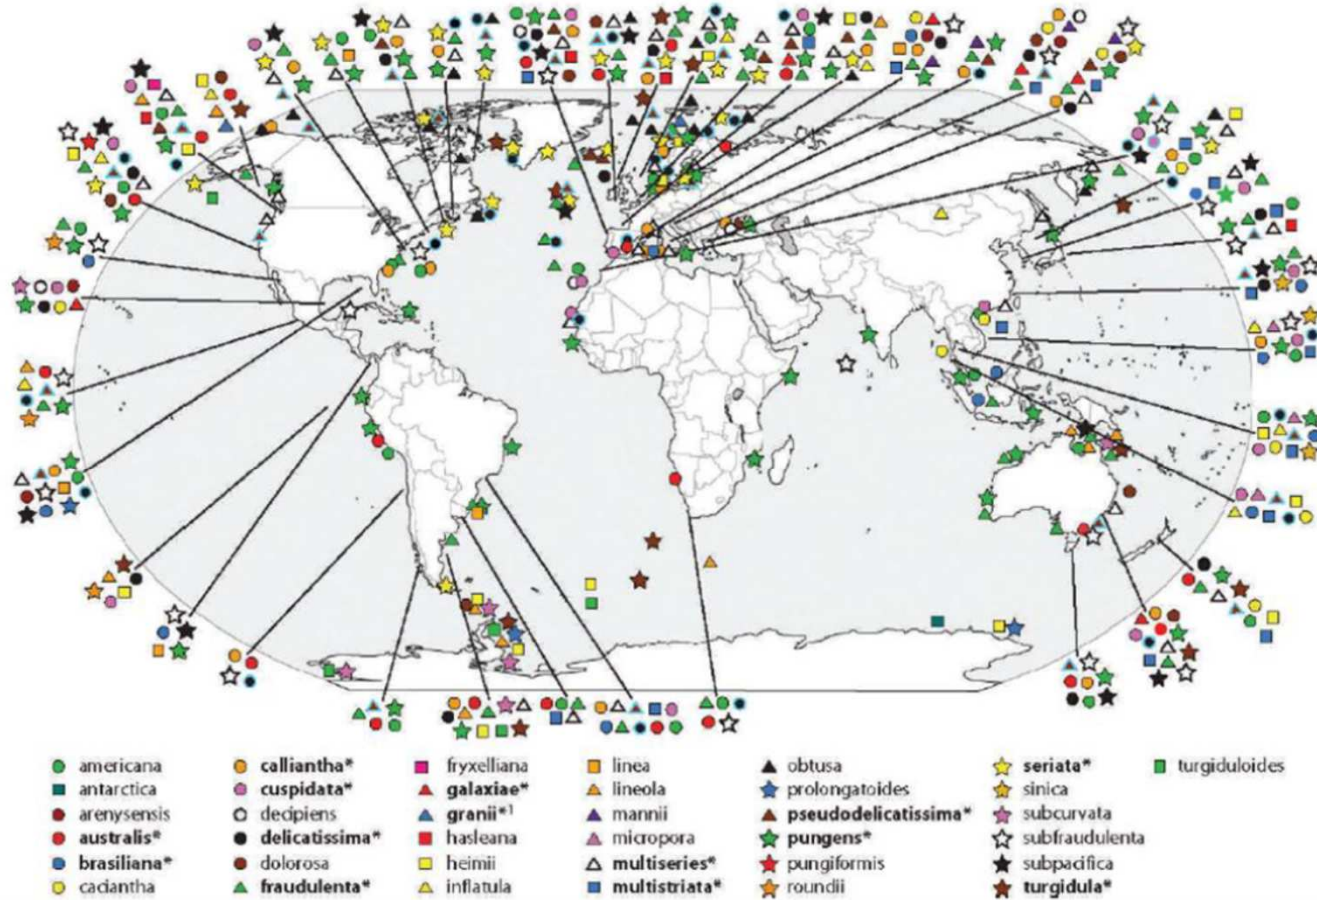 americana calliantha* fryxelliana linea obtusa seriata* turgiduloides
antarctica cuspidata* galaxiae* lineola prolongatoides sinica
arenysensis decipiens granii*1 mannii pseudodelicatissima* subcurvata
australis* delicatissima* hasleana micropora pungens* subfraudulenta
brasiliana* dolorosa heimii multiseries* pungiformis subpacifica
caciantha fraudulenta* inflatula multistriata* roundii turgidula*